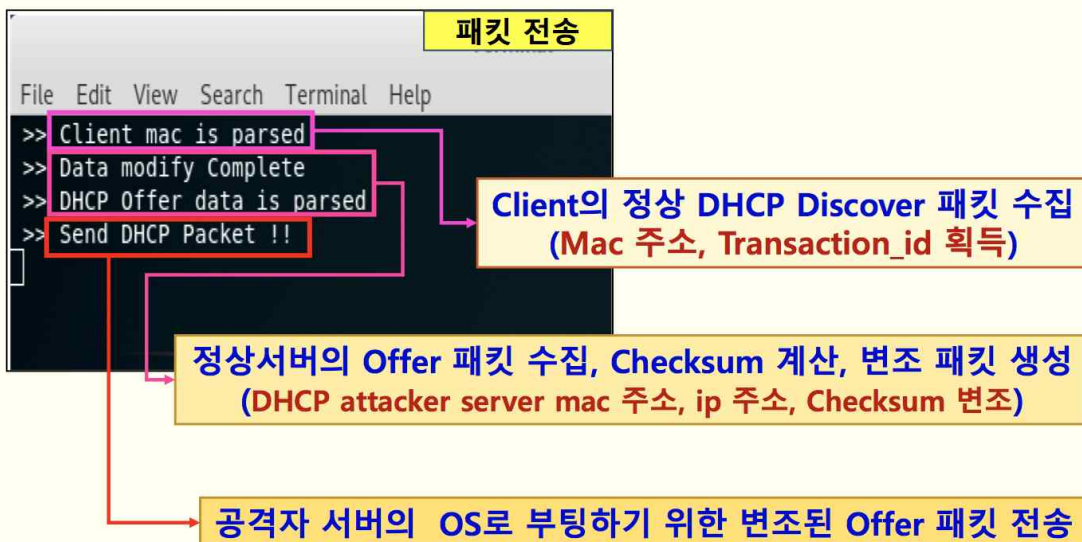 패킷 전송
File Edit View Search Terminal Help
>> Client mac is parsed
>> Data modify Complete
>> DHCP Offer data is parsed
>> Send DHCP Packet !!
Client의 정상 DHCP Discover 패킷 수집
(Mac 주소, Transaction_id 획득)
정상서버의 Offer 패킷 수집, Checksum 계산, 변조 패킷 생성
(DHCP attacker server mac 주소, ip 주소, Checksum 변조)
공격자 서버의 OS로 부팅하기 위한 변조된 Offer 패킷 전송